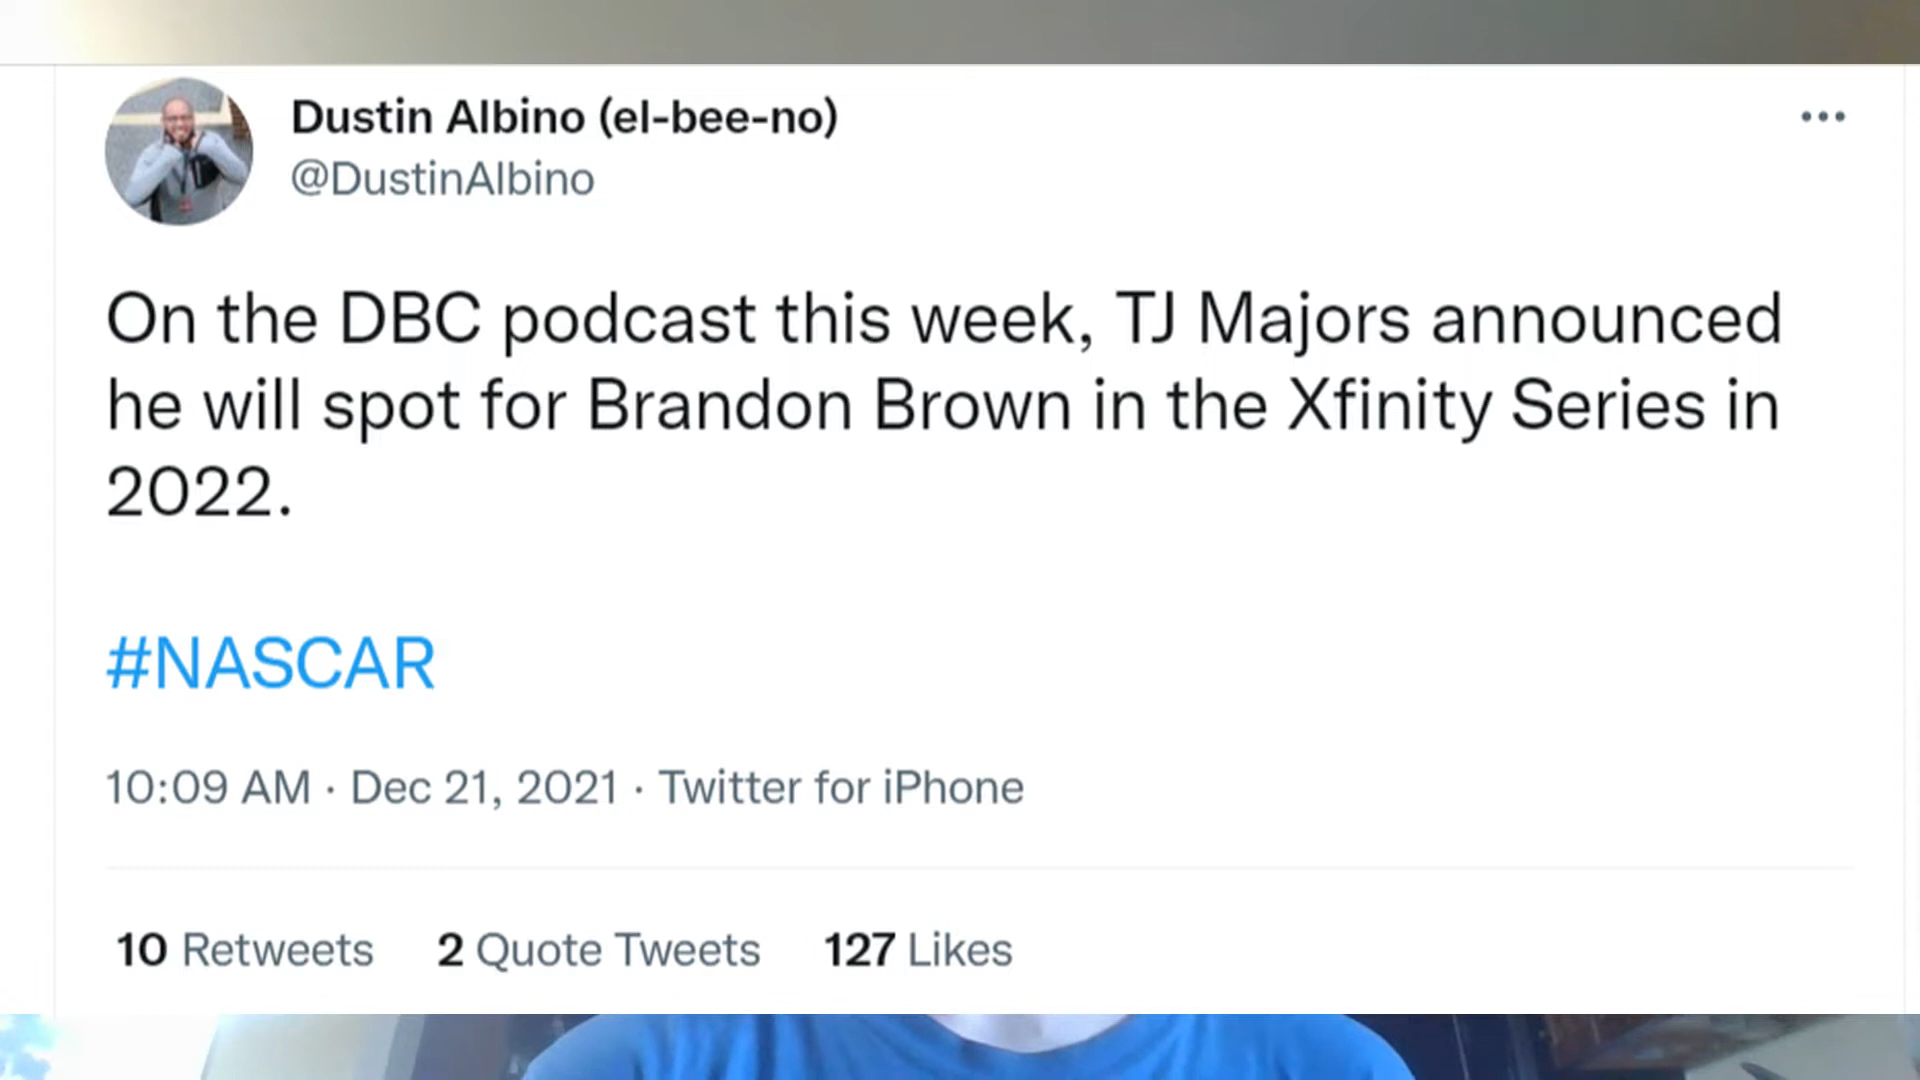 Dustin Albino (el-bee-no)
@DustinAlbino
On the DBC podcast this week, TJ Majors announced
he will spot for Brandon Brown in the Xfinity Series in
2022.
#NASCAR
10:09 AM · Dec 21, 2021 · Twitter for iPhone
10 Retweets 2 Quote Tweets 127 Likes